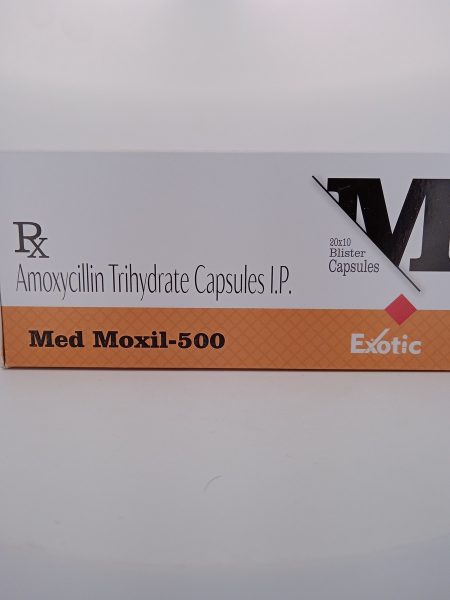 Rx
Amoxycillin Trihydrate Capsules I.P.
Med Moxil-500
20x10
Blister
Capsules
M
Exotic